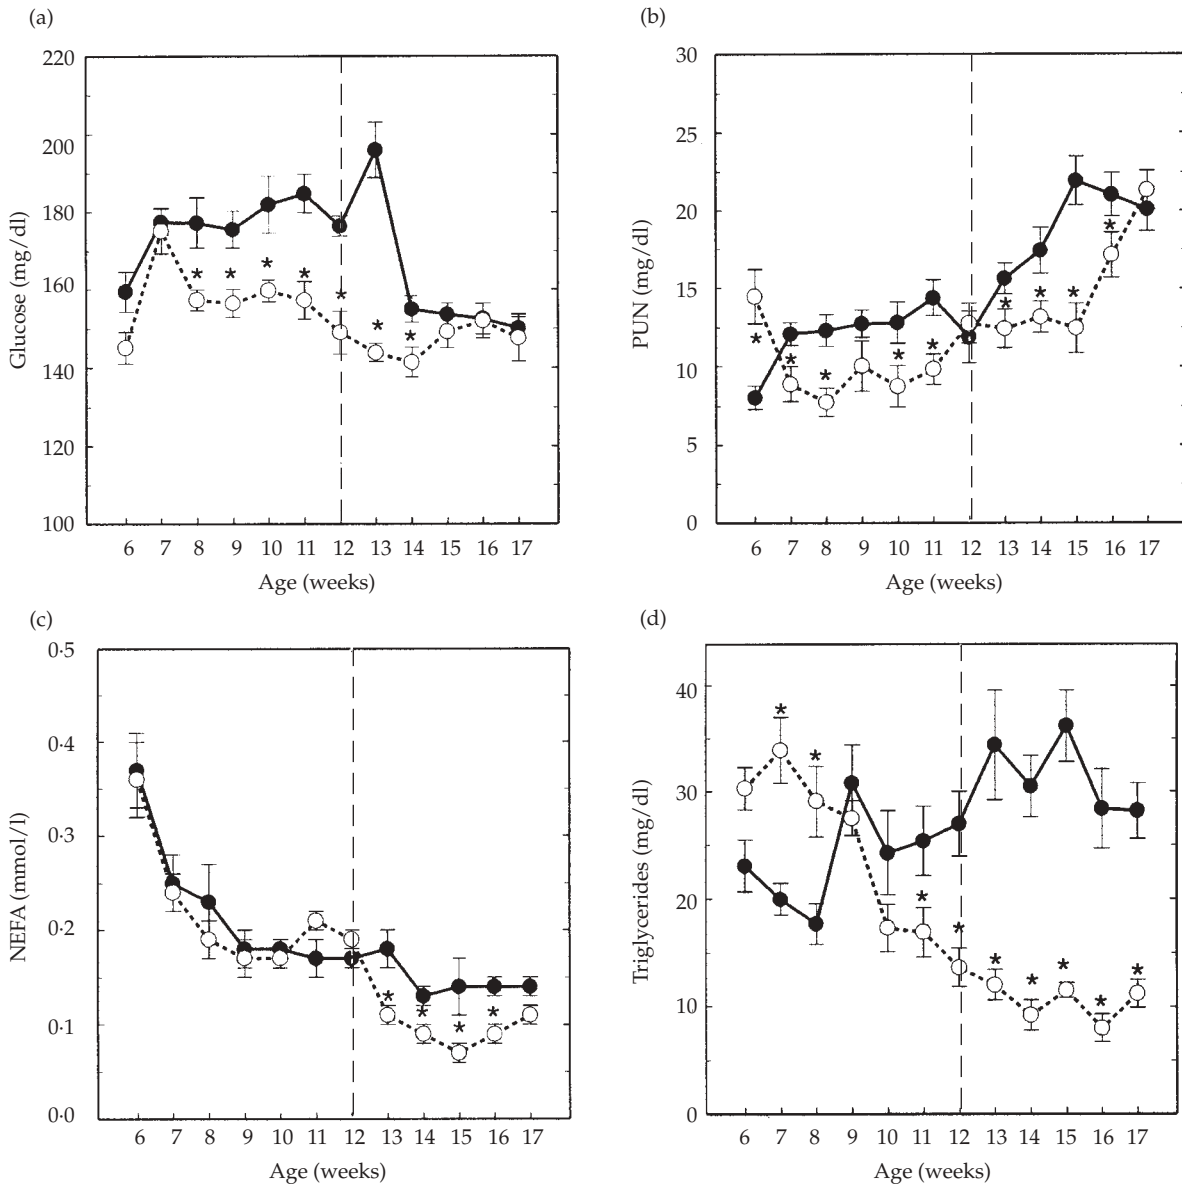 (a)
220
200
180
160
140
120
100
Glucose (mg/dl)
6 7 8 9 10 11 12 13 14 15 16 17
Age (weeks)
* * * * * * *
(b)
30
25
20
15
10
5
0
PUN (mg/dl)
6 7 8 9 10 11 12 13 14 15 16 17
Age (weeks)
* * * * * * * * *
(c)
0·5
0·4
0·3
0·2
0·1
0·0
NEFA (mmol/l)
6 7 8 9 10 11 12 13 14 15 16 17
Age (weeks)
* * * *
(d)
40
30
20
10
0
Triglycerides (mg/dl)
6 7 8 9 10 11 12 13 14 15 16 17
Age (weeks)
* * * * * * * * *